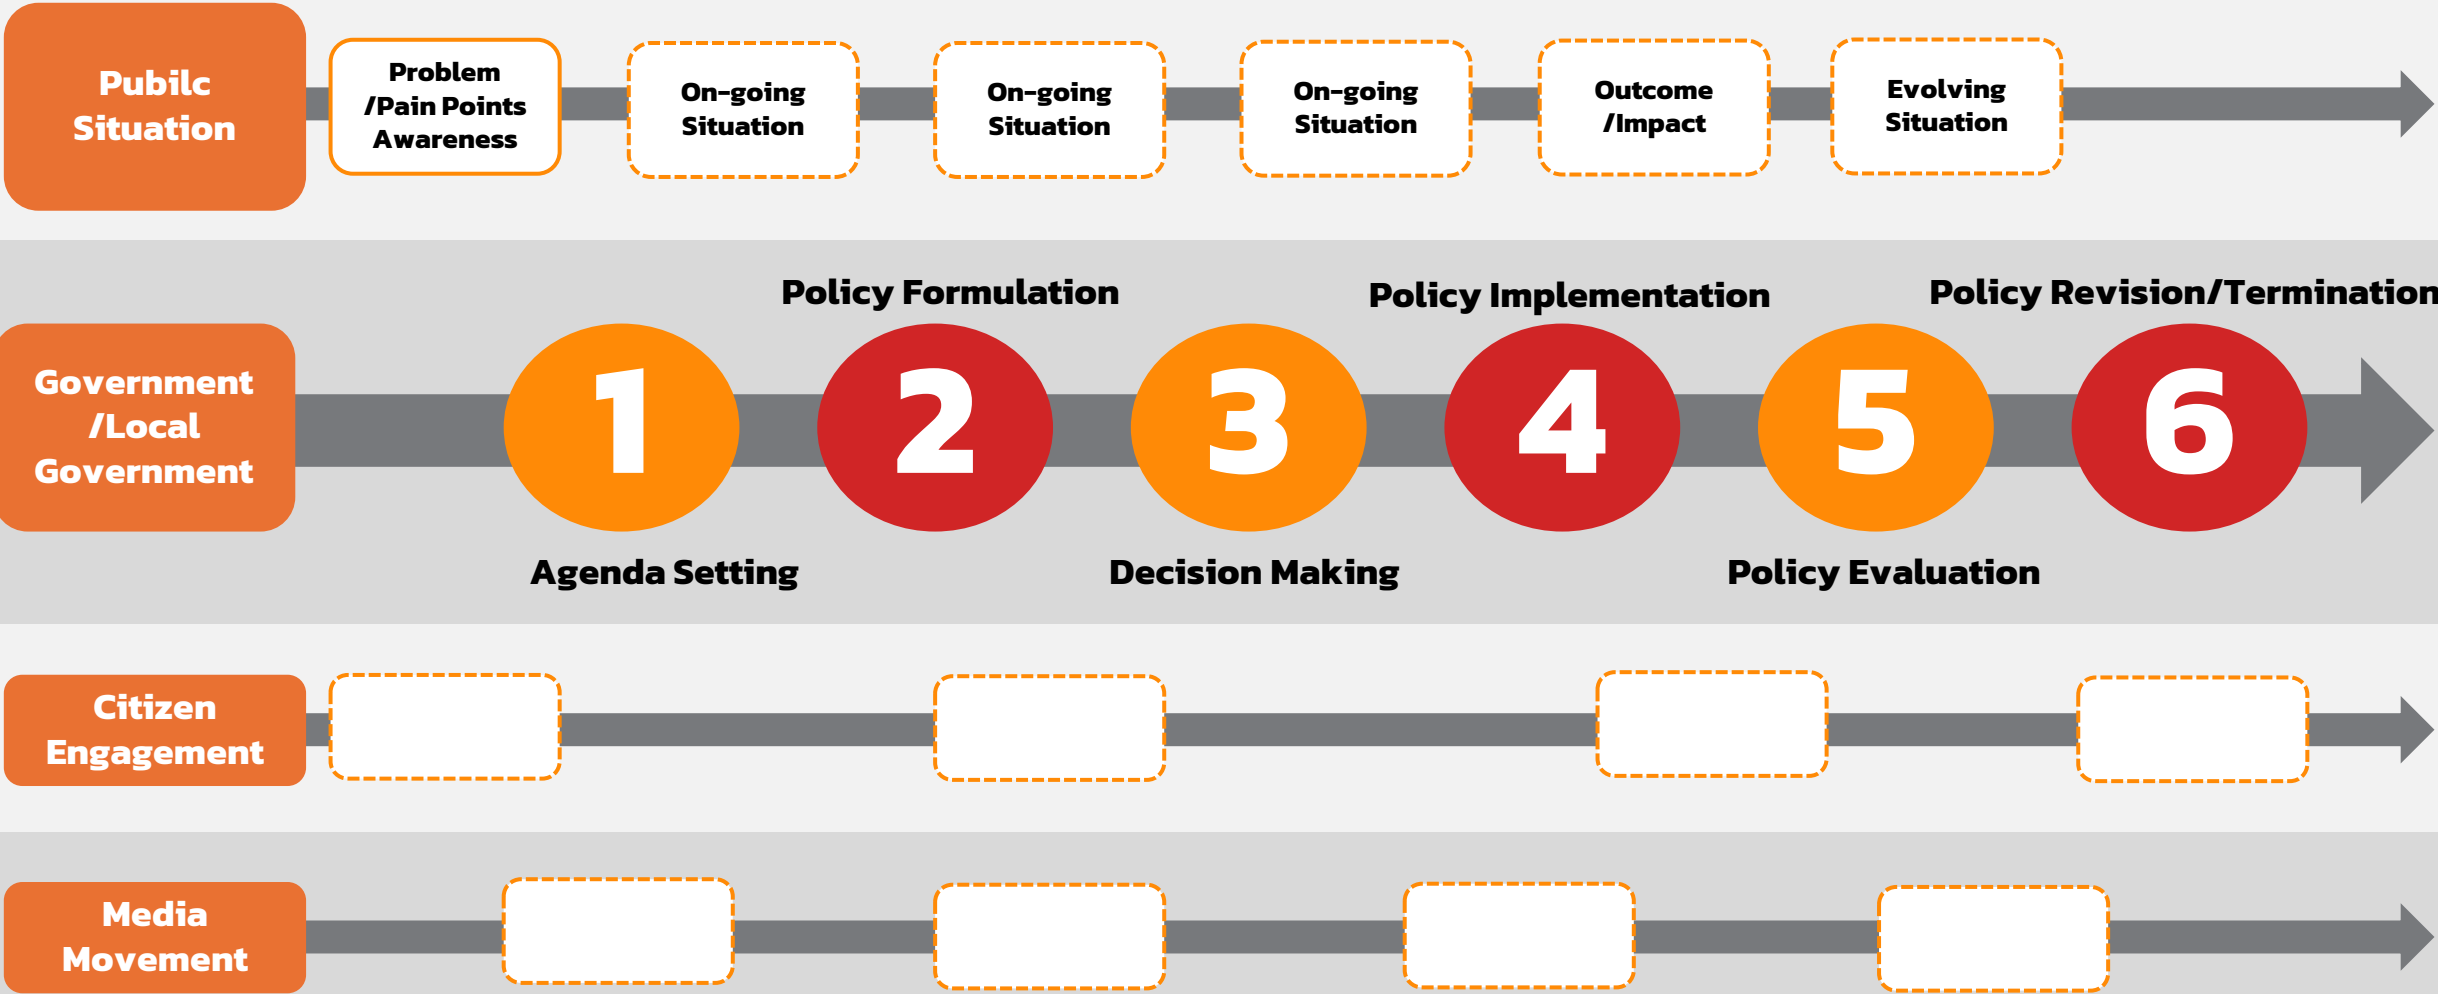 Pubilc
Situation
Problem
/Pain Points
Awareness
On-going
Situation
On-going
Situation
On-going
Situation
Outcome
/Impact
Evolving
Situation
Policy Formulation
Policy Implementation
Policy Revision/Termination
Government
/Local
Government
1
2
3
4
5
6
Agenda Setting
Decision Making
Policy Evaluation
Citizen
Engagement
Media
Movement